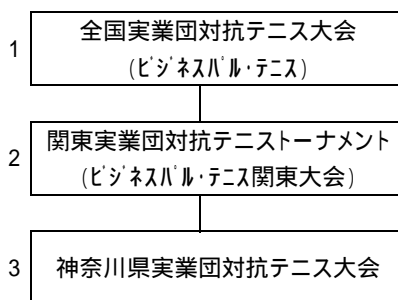 1
全国実業団対抗テニス大会
(ﾋﾞｼﾞﾈｽﾊﾟﾙ･ﾃﾆｽ)
2
関東実業団対抗テニストーナメント
(ﾋﾞｼﾞﾈｽﾊﾟﾙ･ﾃﾆｽ関東大会)
3
神奈川県実業団対抗テニス大会